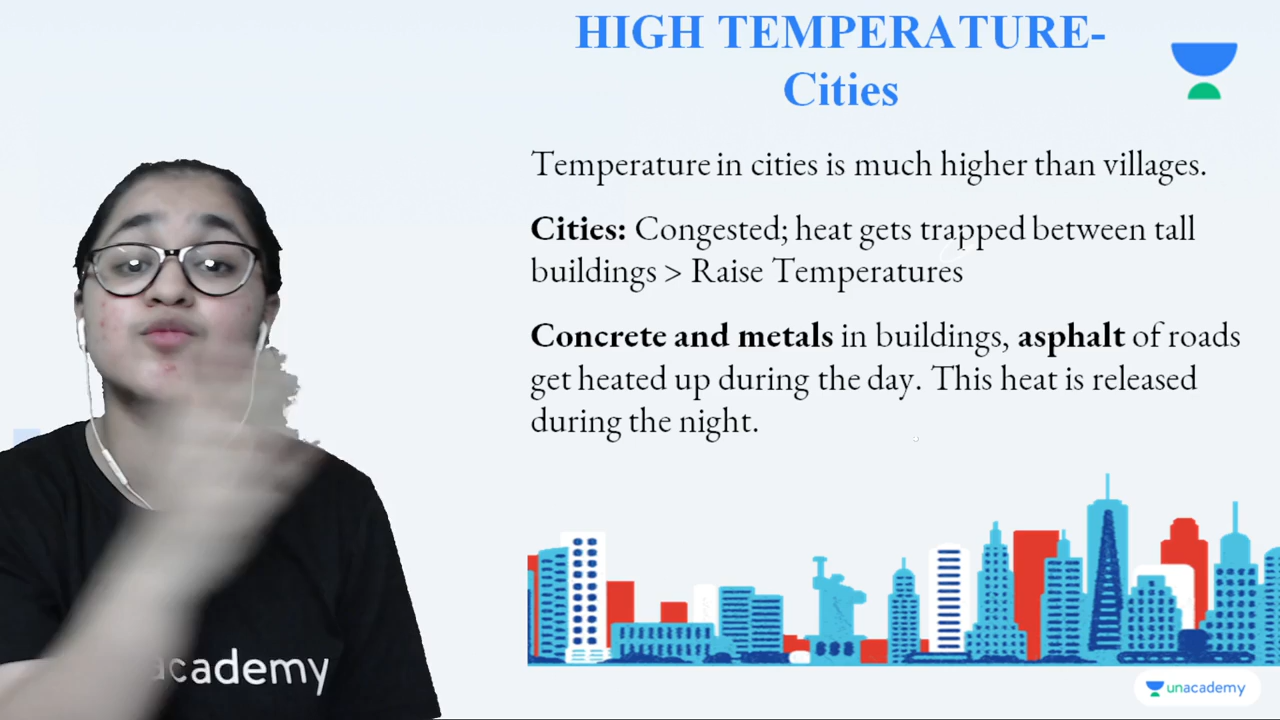 HIGH TEMPERATURE-
Cities
Temperature in cities is much higher than villages.
Cities: Congested; heat gets trapped between tall
buildings > Raise Temperatures
Concrete and metals in buildings, asphalt of roads
get heated up during the day. This heat is released
during the night.
academy
unacademy